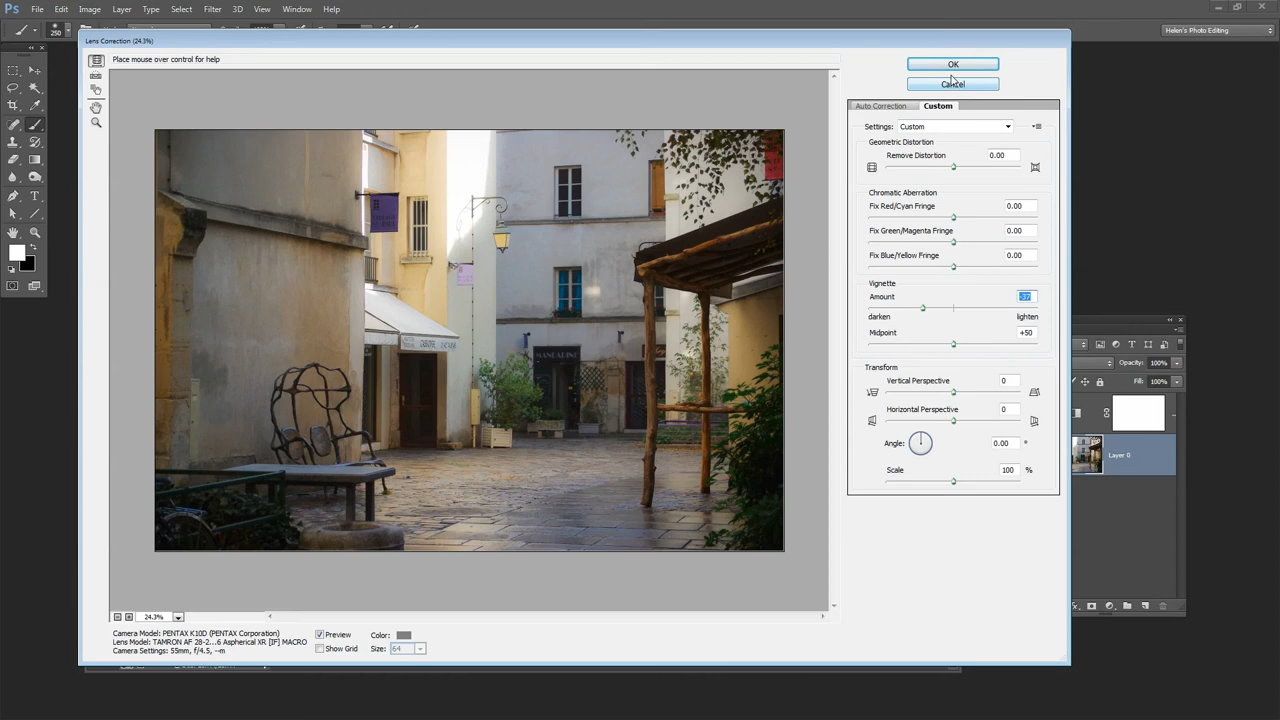 Ps File Edit Image Layer Type Select Filter 3D View Window Help
250
Helen's Photo Editing
Lens Correction (24.3%)
Place mouse over control for help
OK
Cancel
Auto Correction Custom
Settings: Custom
Geometric Distortion
Remove Distortion 0.00
Chromatic Aberration
Fix Red/Cyan Fringe 0.00
Fix Green/Magenta Fringe 0.00
Fix Blue/Yellow Fringe 0.00
Vignette
Amount -37
darken lighten
Midpoint +50
Transform
Vertical Perspective 0
Horizontal Perspective 0
Angle: 0.00 °
Scale 100 %
Opacity: 100%
Fill: 100%
Layer 0
MANDARINE
24.3%
Camera Model: PENTAX K10D (PENTAX Corporation)
Lens Model: TAMRON AF 28-2...6 Aspherical XR [IF] MACRO
Camera Settings: 55mm, f/4.5, --m
Preview
Show Grid
Color:
Size: 64